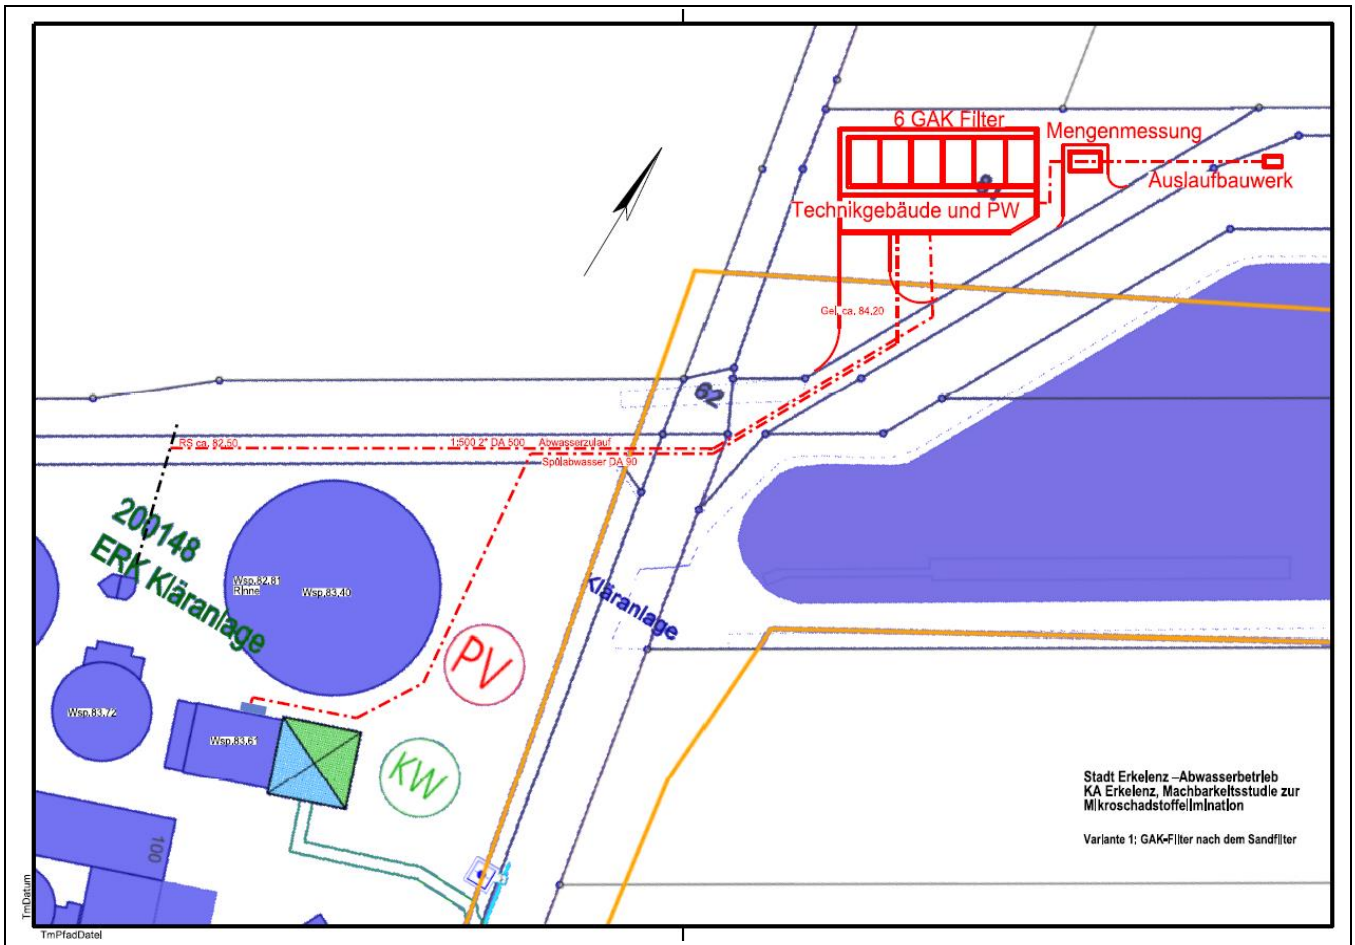 6 GAK Filter
Mengenmessung
Auslaufbauwerk
Technikgebäude und PW
Gel. ca. 84.20
62
RS ca. 82.50
1:500 2* DA 500
Abwasserzulauf
Spülabwasser DA 90
200148
ERK Kläranlage
Wsp.82.81
Rinne
Wsp.83.40
Kläranlage
PV
Wsp.83.72
Wsp.83.61
KW
100
Stadt Erkelenz –Abwasserbetrieb
KA Erkelenz, Machbarkeitsstudie zur
Mikroschadstoffelimination
Variante 1: GAK-Filter nach dem Sandfilter
TmDatum
TmPfadDatei